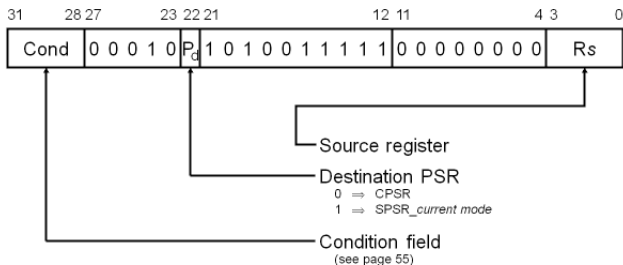 31 28 27 23 22 21 12 11 4 3 0
Cond 0 0 0 1 0 Pd 1 0 1 0 0 1 1 1 1 1 0 0 0 0 0 0 0 0 Rs
Source register
Destination PSR
0 ⇒ CPSR
1 ⇒ SPSR_current mode
Condition field
(see page 55)